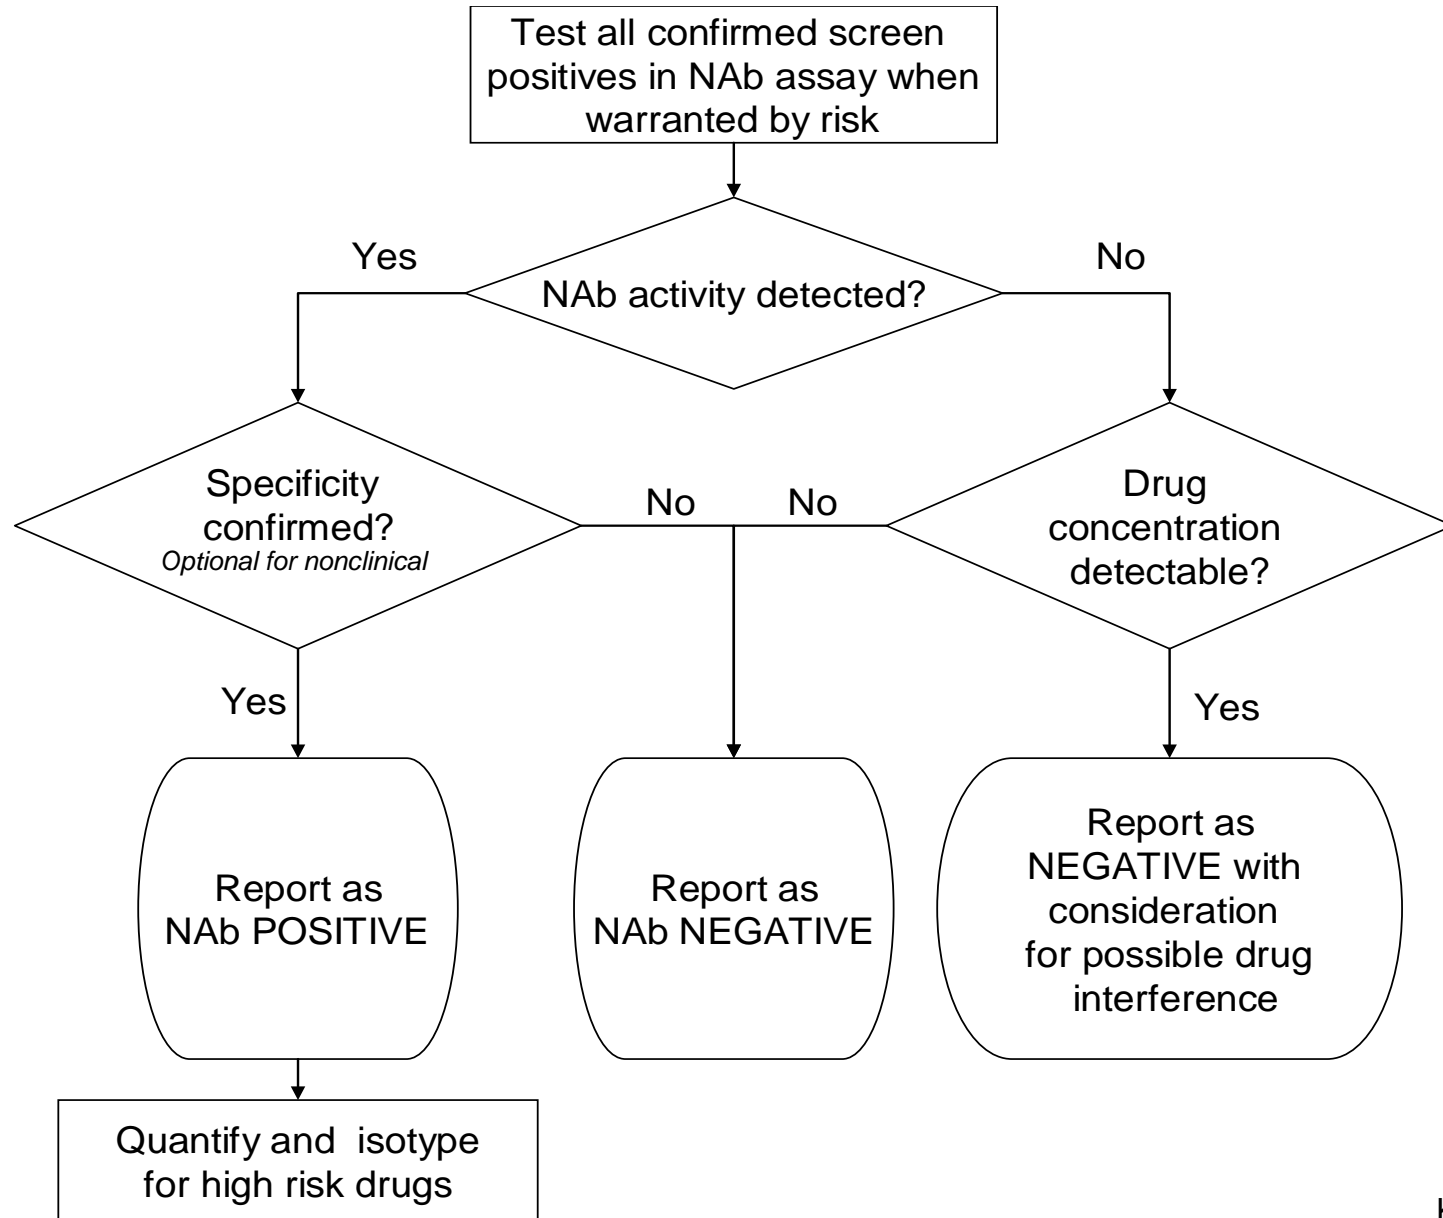 Test all confirmed screen
positives in NAb assay when
warranted by risk
Yes
No
NAb activity detected?
Specificity
confirmed?
Optional for nonclinical
No
No
Drug
concentration
detectable?
Yes
Yes
Report as
NAb POSITIVE
Report as
NAb NEGATIVE
Report as
NEGATIVE with
consideration
for possible drug
interference
Quantify and isotype
for high risk drugs